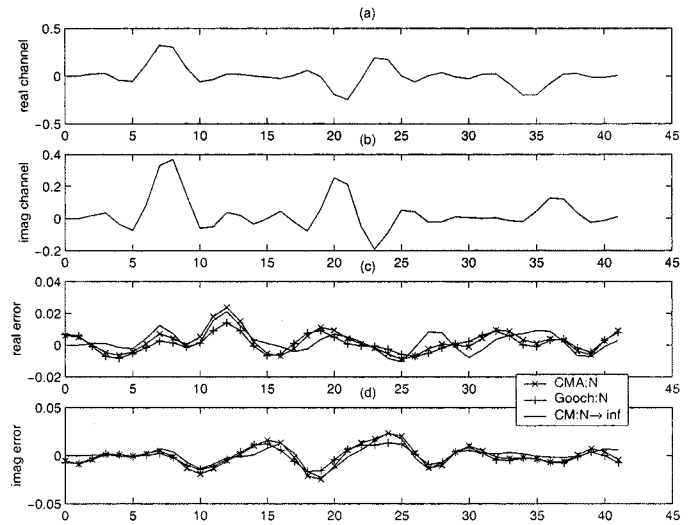 (a)
0.5
0
−0.5
real channel
0 5 10 15 20 25 30 35 40 45
(b)
0.4
0.2
0
−0.2
imag channel
0 5 10 15 20 25 30 35 40 45
(c)
0.04
0.02
0
−0.02
real error
0 5 10 15 20 25 30 35 40 45
CMA:N
Gooch:N
CM:N→ inf
(d)
0.05
0
−0.05
imag error
0 5 10 15 20 25 30 35 40 45